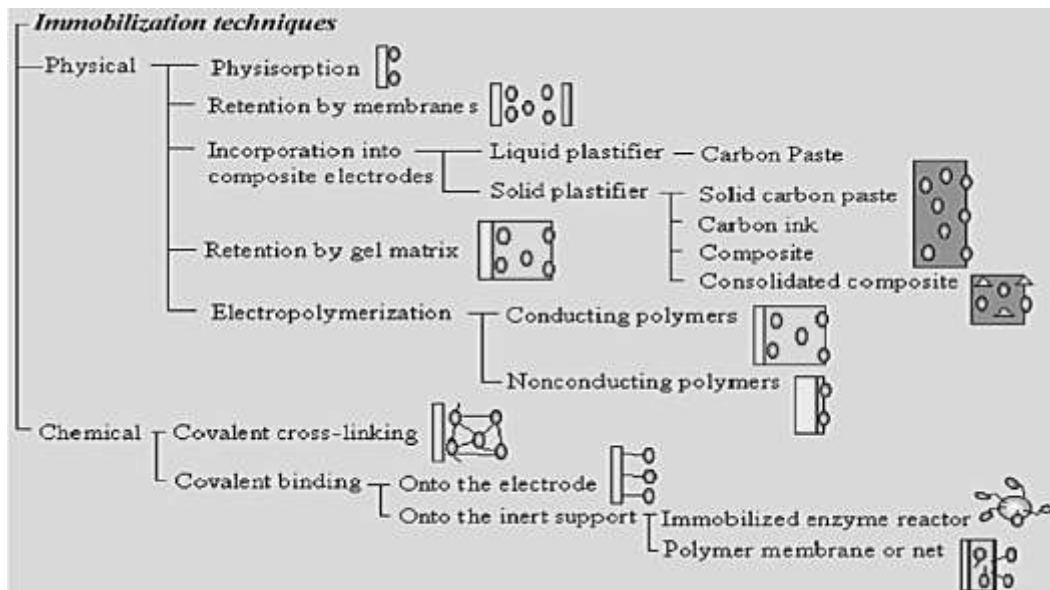 Immobilization techniques
Physical
Physisorption
Retention by membranes
Incorporation into
composite electrodes
Liquid plastifier
Carbon Paste
Solid plastifier
Solid carbon paste
Carbon ink
Composite
Consolidated composite
Retention by gel matrix
Electropolymerization
Conducting polymers
Nonconducting polymers
Chemical
Covalent cross-linking
Covalent binding
Onto the electrode
Onto the inert support
Immobilized enzyme reactor
Polymer membrane or net